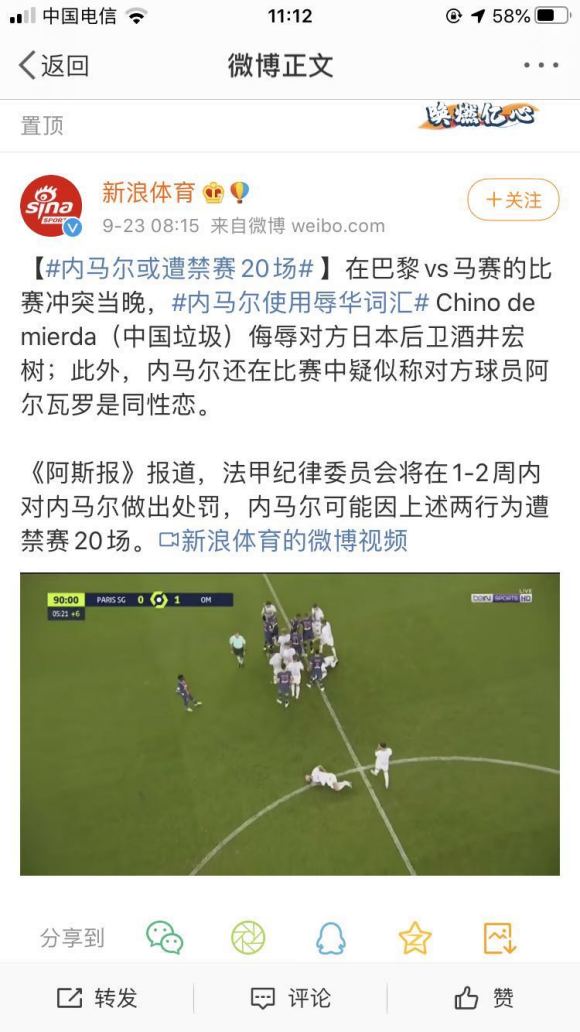 中国电信
11:12
58%
返回
微博正文
置顶
唤燃亿心
sina
SPORTS
新浪体育
+关注
9-23 08:15 来自微博 weibo.com
【#内马尔或遭禁赛20场#】在巴黎vs马赛的比
赛冲突当晚，#内马尔使用辱华词汇# Chino de
mierda（中国垃圾）侮辱对方日本后卫酒井宏
树；此外，内马尔还在比赛中疑似称对方球员阿
尔瓦罗是同性恋。
《阿斯报》报道，法甲纪律委员会将在1-2周内
对内马尔做出处罚，内马尔可能因上述两行为遭
禁赛20场。新浪体育的微博视频
90:00 PARIS SG 0 1 OM
05:21 +6
LIVE
beIN SPORTS HD
分享到
转发
评论
赞